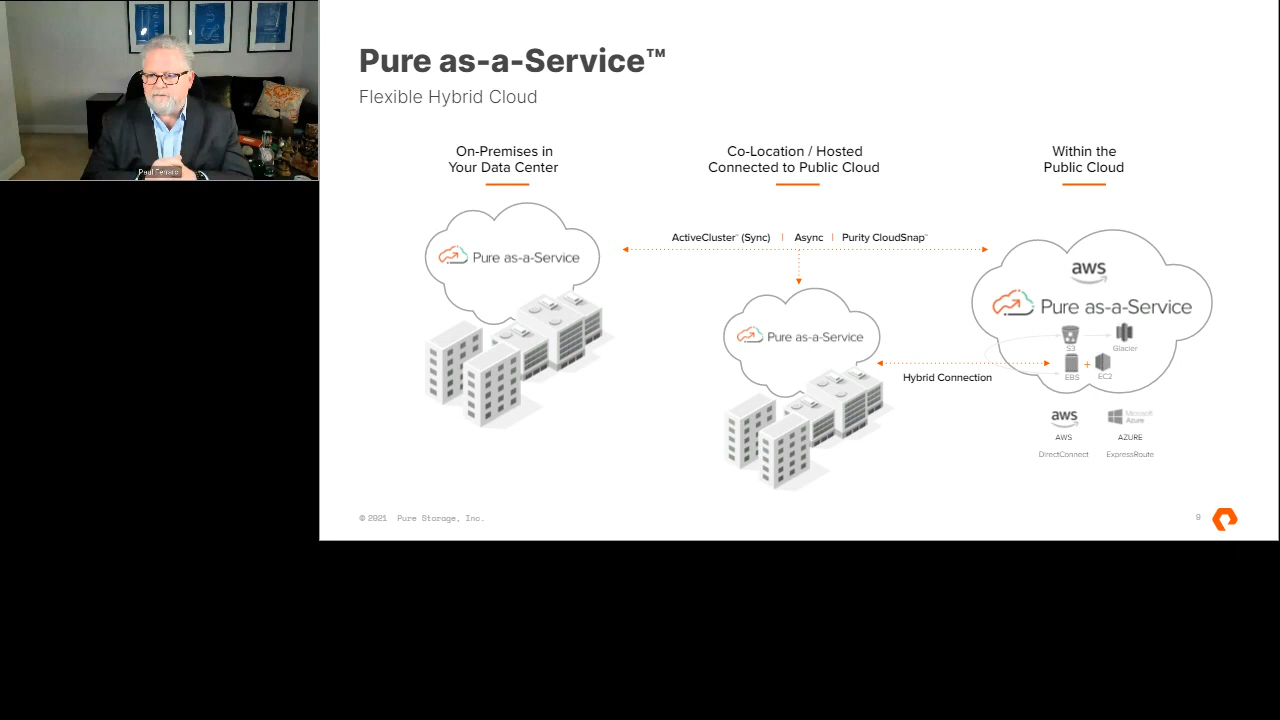 Paul Ferraro
Pure as-a-Service™
Flexible Hybrid Cloud
On-Premises in
Your Data Center
Co-Location / Hosted
Connected to Public Cloud
Within the
Public Cloud
ActiveCluster™ (Sync) | Async | Purity CloudSnap™
Pure as-a-Service
Pure as-a-Service
aws
Pure as-a-Service
S3
Glacier
EBS
+
EC2
Hybrid Connection
aws
Microsoft
Azure
AWS
AZURE
DirectConnect
ExpressRoute
© 2021 Pure Storage, Inc.
9